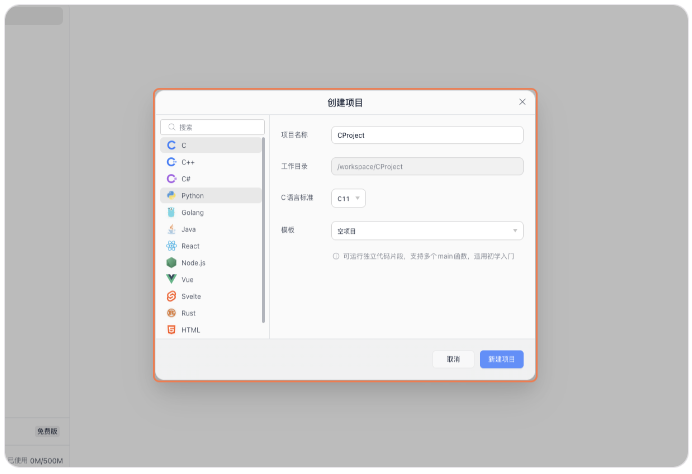 创建项目
搜索
C
C++
C#
Python
Golang
Java
React
Node.js
Vue
Svelte
Rust
HTML
项目名称
CProject
工作目录
/workspace/CProject
C语言标准
C11
模板
空项目
可运行独立代码片段，支持多个main函数，适用初学入门
取消
新建项目
免费版
已使用 0M/500M